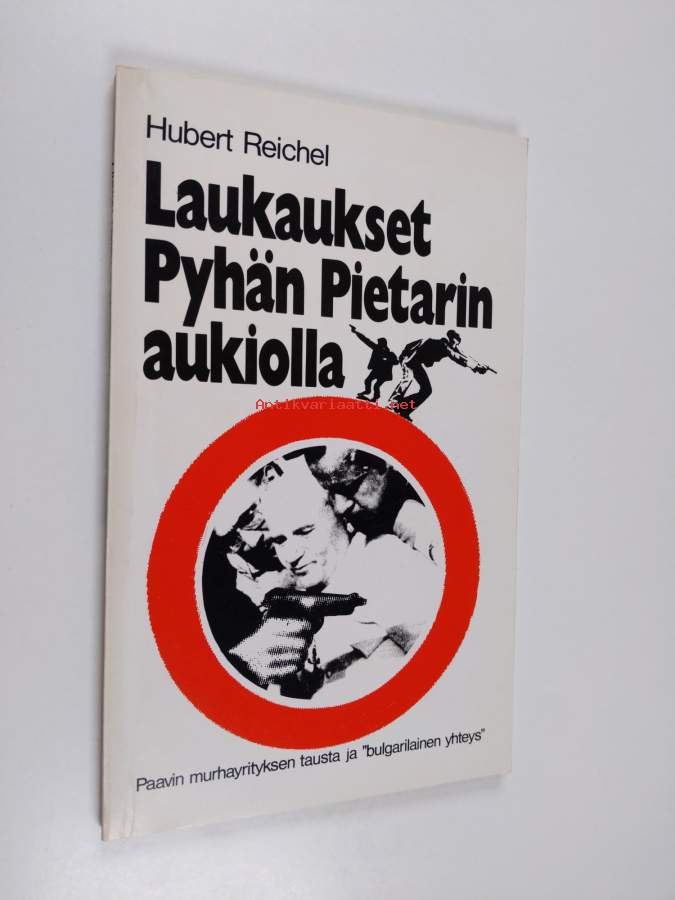 Hubert Reichel
Laukaukset
Pyhän Pietarin
aukiolla
Antikvariaatti.net
Paavin murhayrityksen tausta ja "bulgarilainen yhteys"